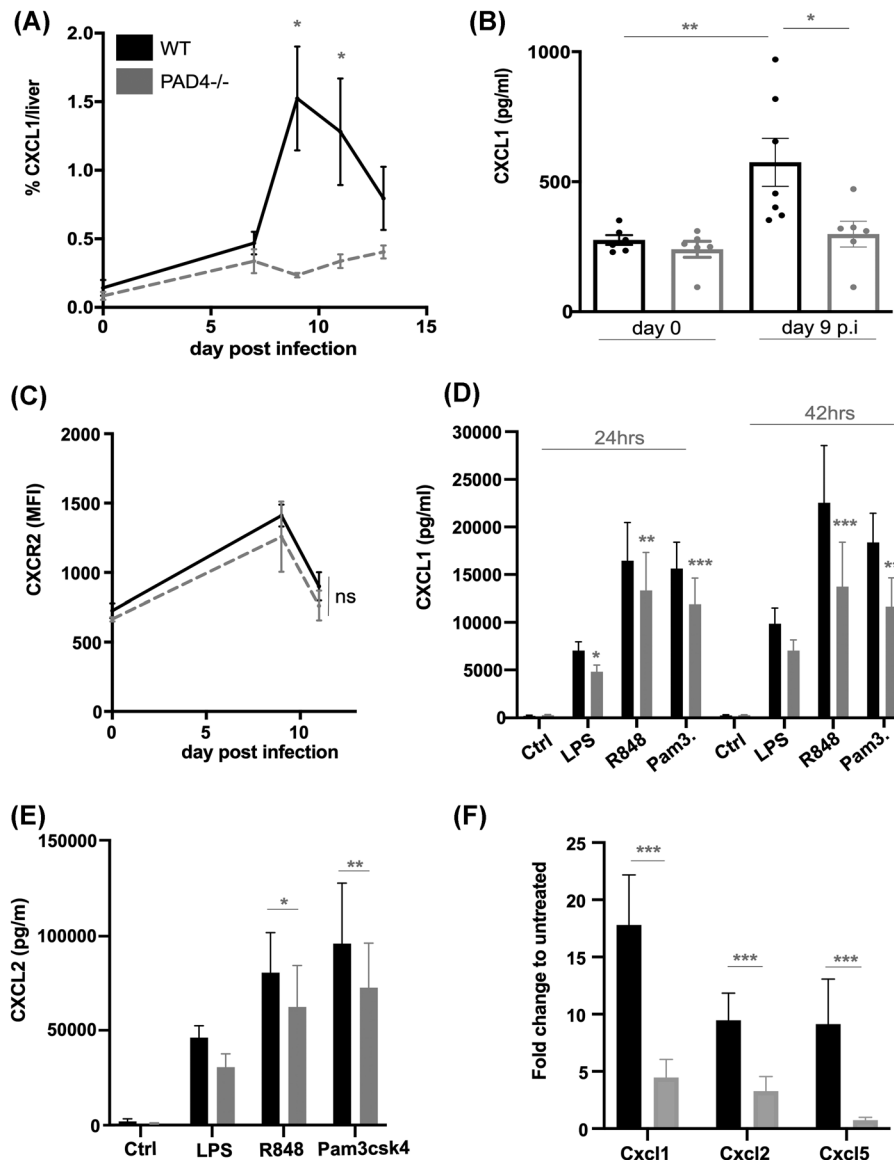 (A)
% CXCL1/liver
2.0
1.5
1.0
0.5
0.0
WT
PAD4-/-
*
*
0
5
10
15
day post infection
(B)
CXCL1 (pg/ml)
1000
500
0
**
*
day 0
day 9 p.i
(C)
CXCR2 (MFI)
2000
1500
1000
500
0
ns
0
5
10
day post infection
(D)
42hrs
24hrs
CXCL1 (pg/ml)
30000
25000
20000
15000
10000
5000
0
*
**
***
***
**
Ctrl
LPS
R848
Pam3.
Ctrl
LPS
R848
Pam3.
(E)
CXCL2 (pg/m)
150000
100000
50000
0
*
**
Ctrl
LPS
R848
Pam3csk4
(F)
Fold change to untreated
25
20
15
10
5
0
***
***
***
Cxcl1
Cxcl2
Cxcl5